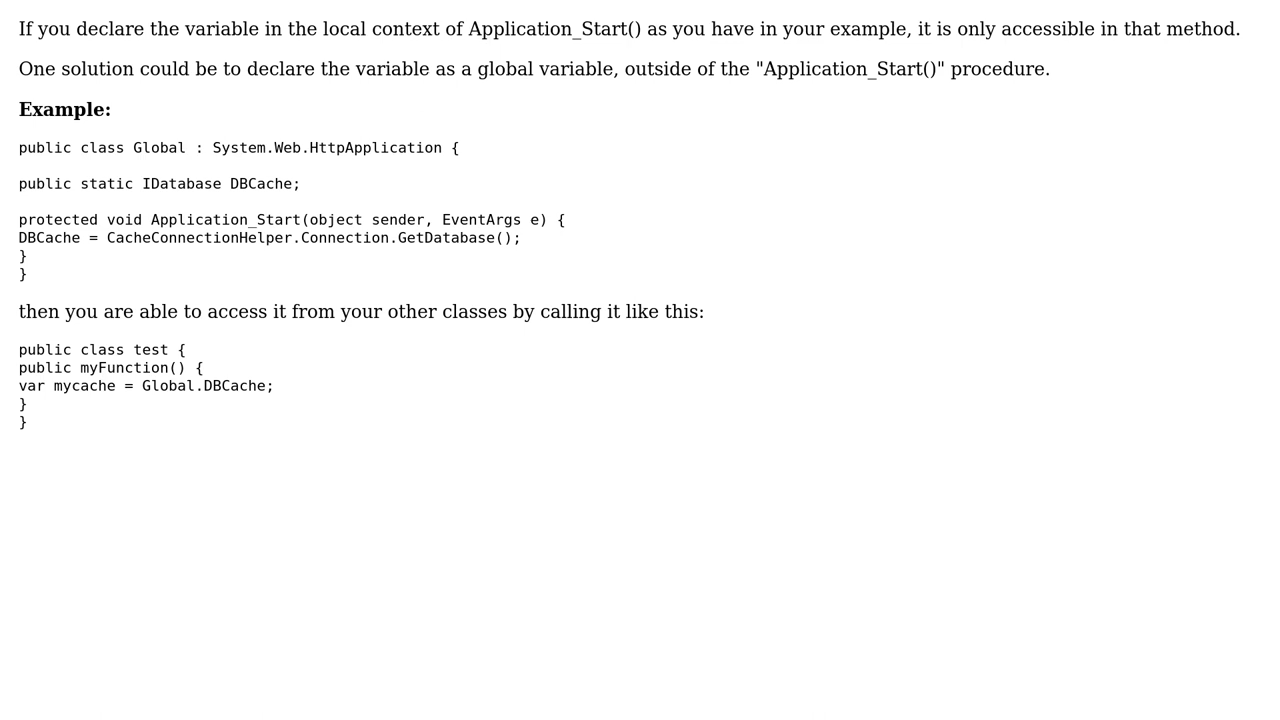 If you declare the variable in the local context of Application_Start() as you have in your example, it is only accessible in that method.
One solution could be to declare the variable as a global variable, outside of the "Application_Start()" procedure.
Example:
public class Global : System.Web.HttpApplication {
public static IDatabase DBCache;
protected void Application_Start(object sender, EventArgs e) {
DBCache = CacheConnectionHelper.Connection.GetDatabase();
}
}
then you are able to access it from your other classes by calling it like this:
public class test {
public myFunction() {
var mycache = Global.DBCache;
}
}